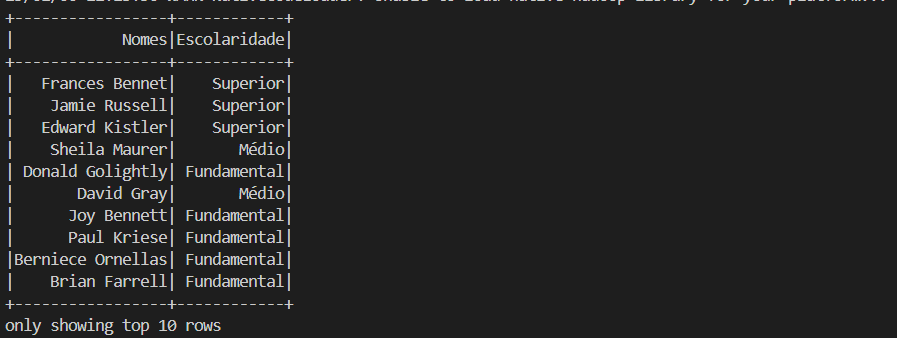 +-----------------+------------+
|            Nomes|Escolaridade|
+-----------------+------------+
|   Frances Bennet|    Superior|
|    Jamie Russell|    Superior|
|   Edward Kistler|    Superior|
|    Sheila Maurer|       Médio|
| Donald Golightly| Fundamental|
|       David Gray|       Médio|
|      Joy Bennett| Fundamental|
|      Paul Kriese| Fundamental|
|Berniece Ornellas| Fundamental|
|    Brian Farrell| Fundamental|
+-----------------+------------+
only showing top 10 rows